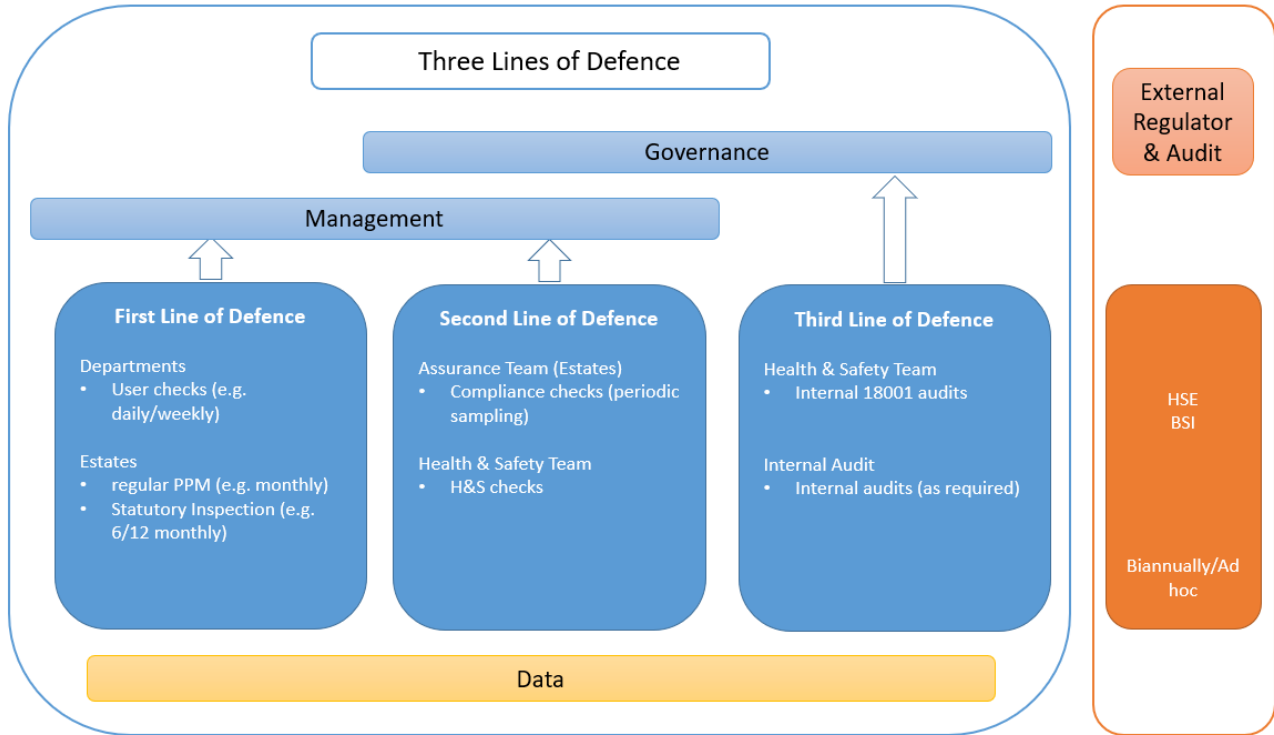 Three Lines of Defence
Governance
Management
First Line of Defence
Departments
• User checks (e.g.
daily/weekly)
Estates
• regular PPM (e.g. monthly)
• Statutory Inspection (e.g.
6/12 monthly)
Second Line of Defence
Assurance Team (Estates)
• Compliance checks (periodic
sampling)
Health & Safety Team
• H&S checks
Third Line of Defence
Health & Safety Team
• Internal 18001 audits
Internal Audit
• Internal audits (as required)
Data
External
Regulator
& Audit
HSE
BSI
Biannually/Ad
hoc